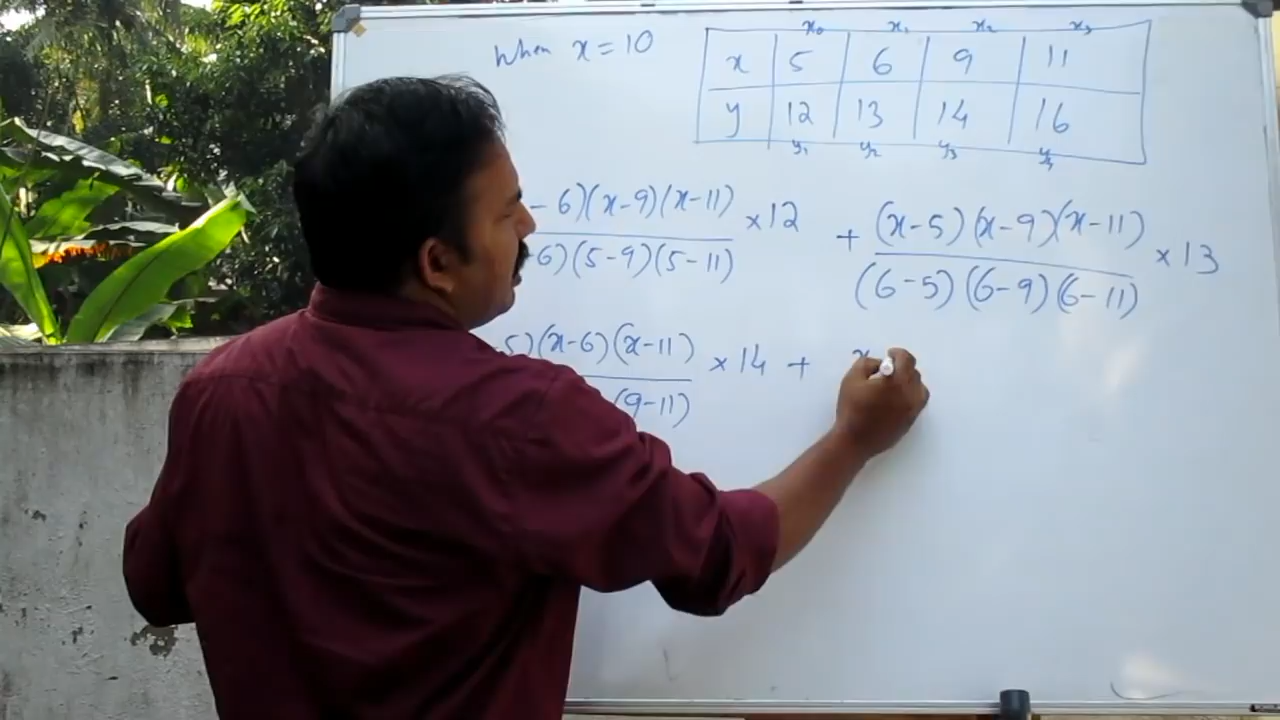 When x = 10
x₀ x₁ x₂ x₃
x 5 6 9 11
y 12 13 14 16
y₁ y₂ y₃
- 6)(x-9)(x-11) ×12 + (x-5)(x-9)(x-11) ×13
6)(5-9)(5-11) (6-5)(6-9)(6-11)
5)(x-6)(x-11) ×14 + x
(9-11)